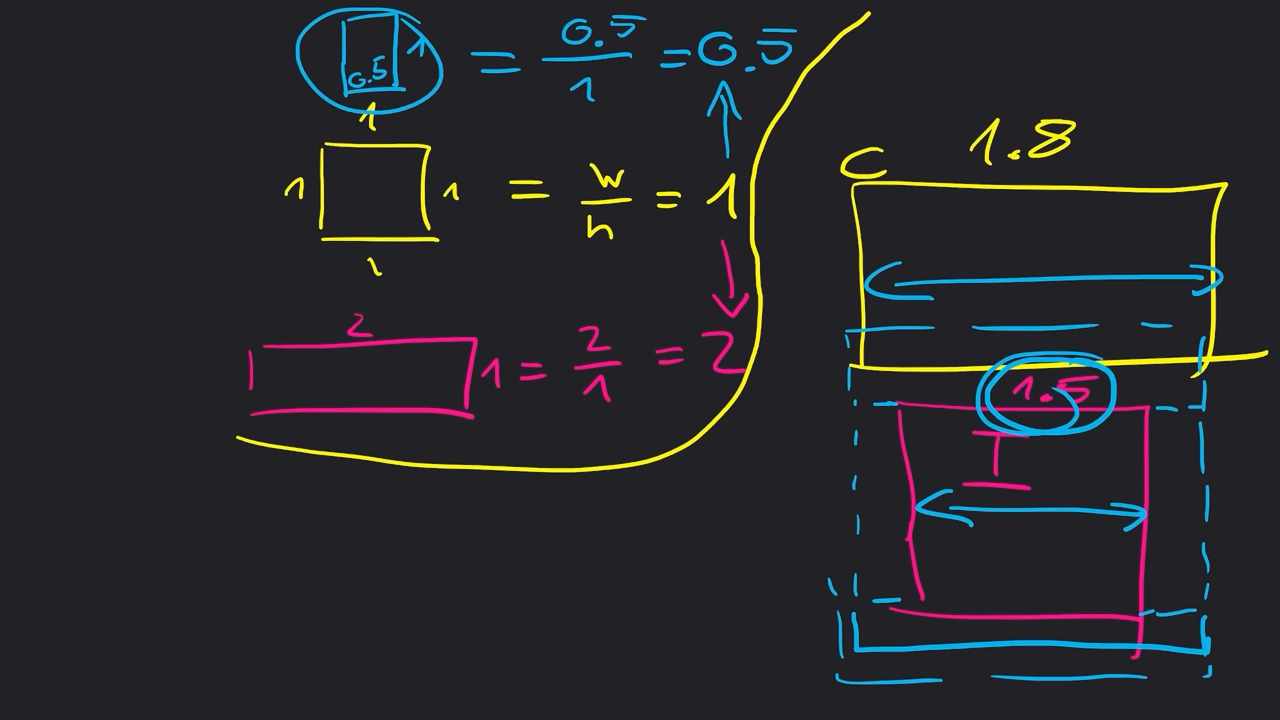 0.5 1 = 0.5 / 1 = 0.5
1
1 1 = w / h = 1
1
2
1 = 2 / 1 = 2
C 1.8
1.5
I